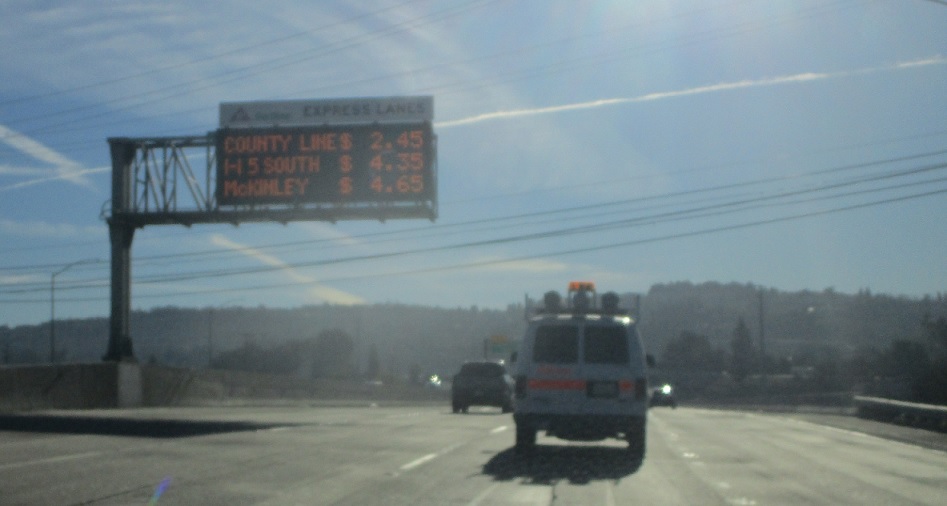 EXPRESS LANES
COUNTY LINE $ 2.45
I-15 SOUTH $ 4.35
McKINLEY $ 4.65